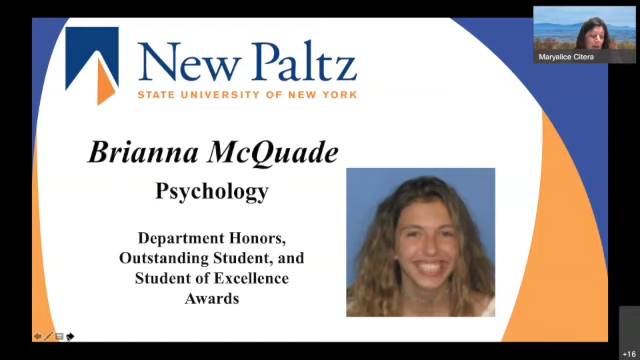 New Paltz
STATE UNIVERSITY OF NEW YORK
Maryalice Citera
Brianna McQuade
Psychology
Department Honors,
Outstanding Student, and
Student of Excellence
Awards
+16